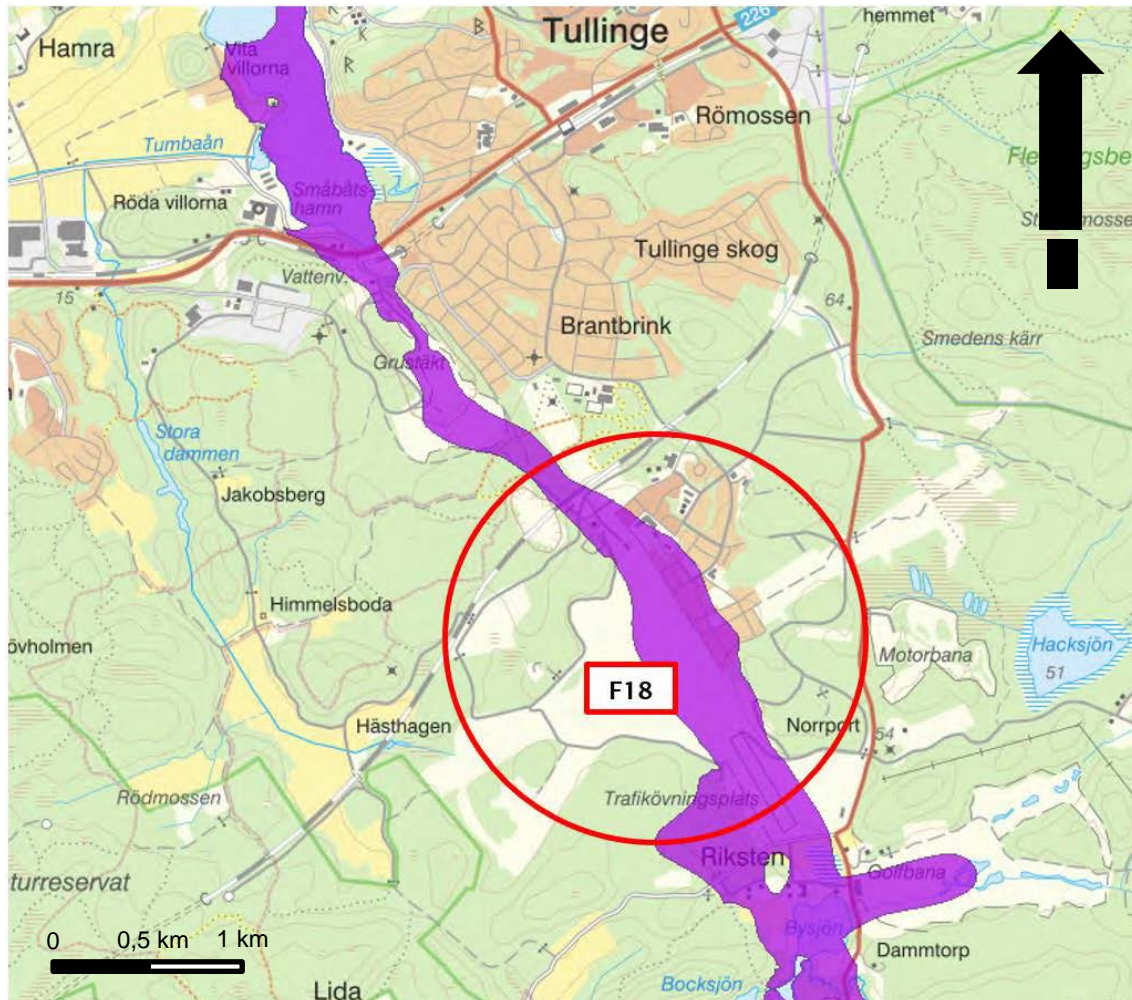 hemmet
226
Tullinge
Hamra
Vita
villorna
R
R
B
Römossen
Tumbaån
Småbåts-
hamn
Röda villorna
Tullinge skog
Vattenv.
15
64
Brantbrink
Smedens kärr
Grustäkt
Stora
dammen
Jakobsberg
Himmelsboda
övholmen
Hacksjön
51
Motorbana
F18
Hästhagen
Norrport
54
Rödmossen
Trafikövningsplats
Riksten
Golfbana
turreservat
Bysjön
0 0,5 km 1 km
Dammtorp
Lida
Bocksjön